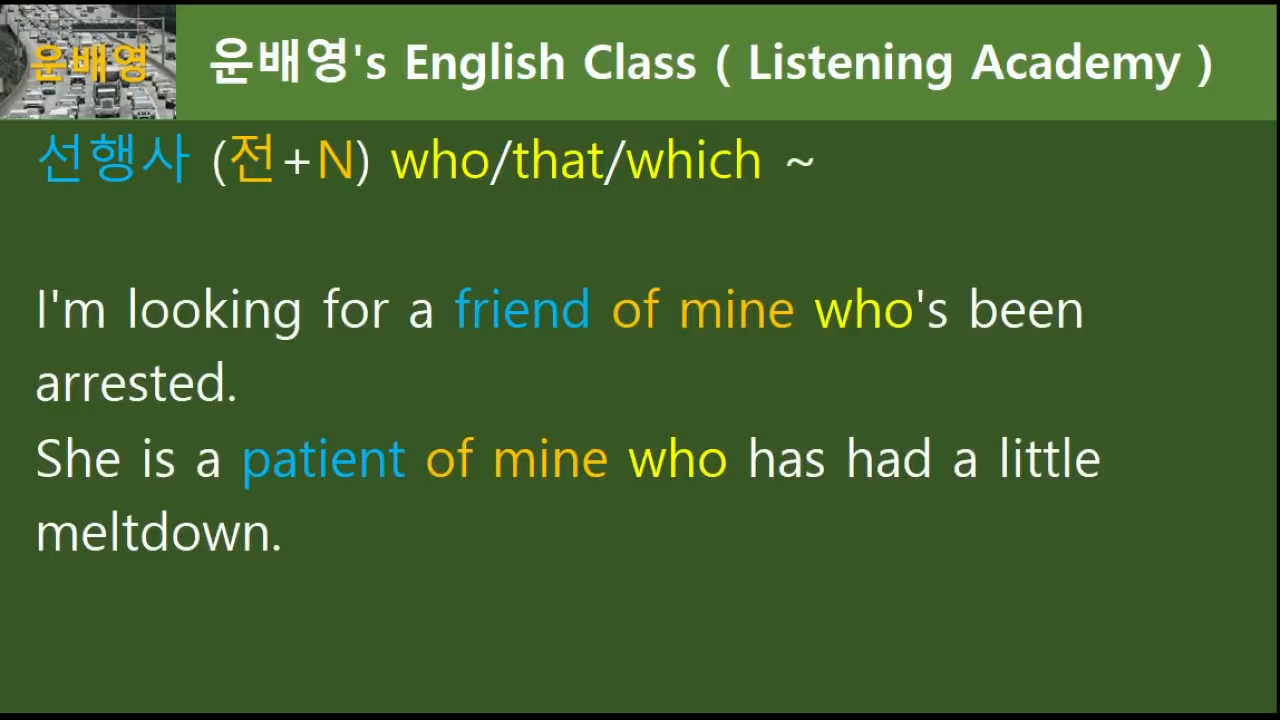 운배영
운배영's English Class ( Listening Academy )
선행사 (전+N) who/that/which ~
I'm looking for a friend of mine who's been
arrested.
She is a patient of mine who has had a little
meltdown.